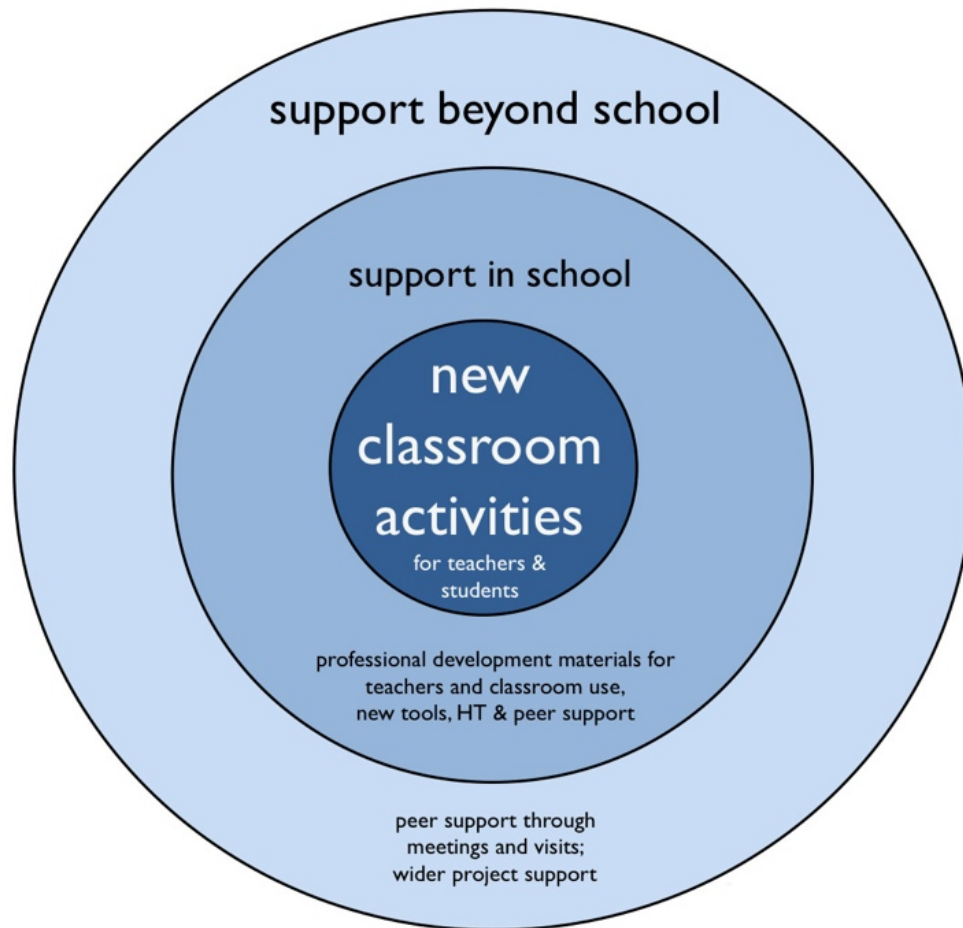 support beyond school
support in school
new
classroom
activities
for teachers &
students
professional development materials for
teachers and classroom use,
new tools, HT & peer support
peer support through
meetings and visits;
wider project support